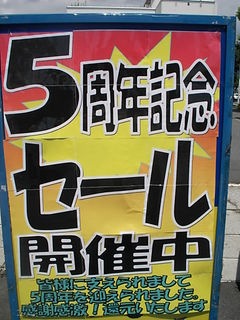 5周年記念
セール
開催中
皆様に支えられまして
5周年を迎えられました
感謝感激!還元いたします